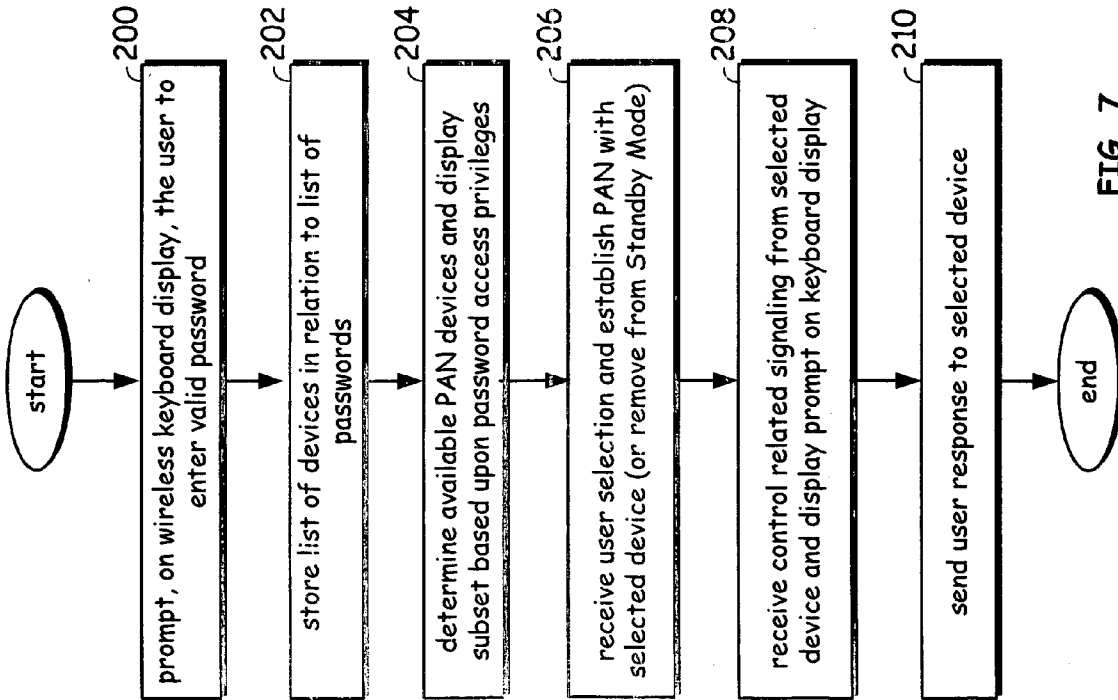 start
200
prompt, on wireless keyboard display, the user to
enter valid password
202
store list of devices in relation to list of
passwords
204
determine available PAN devices and display
subset based upon password access privileges
206
receive user selection and establish PAN with
selected device (or remove from Standby Mode)
208
receive control related signaling from selected
device and display prompt on keyboard display
210
send user response to selected device
end
FIG. 7